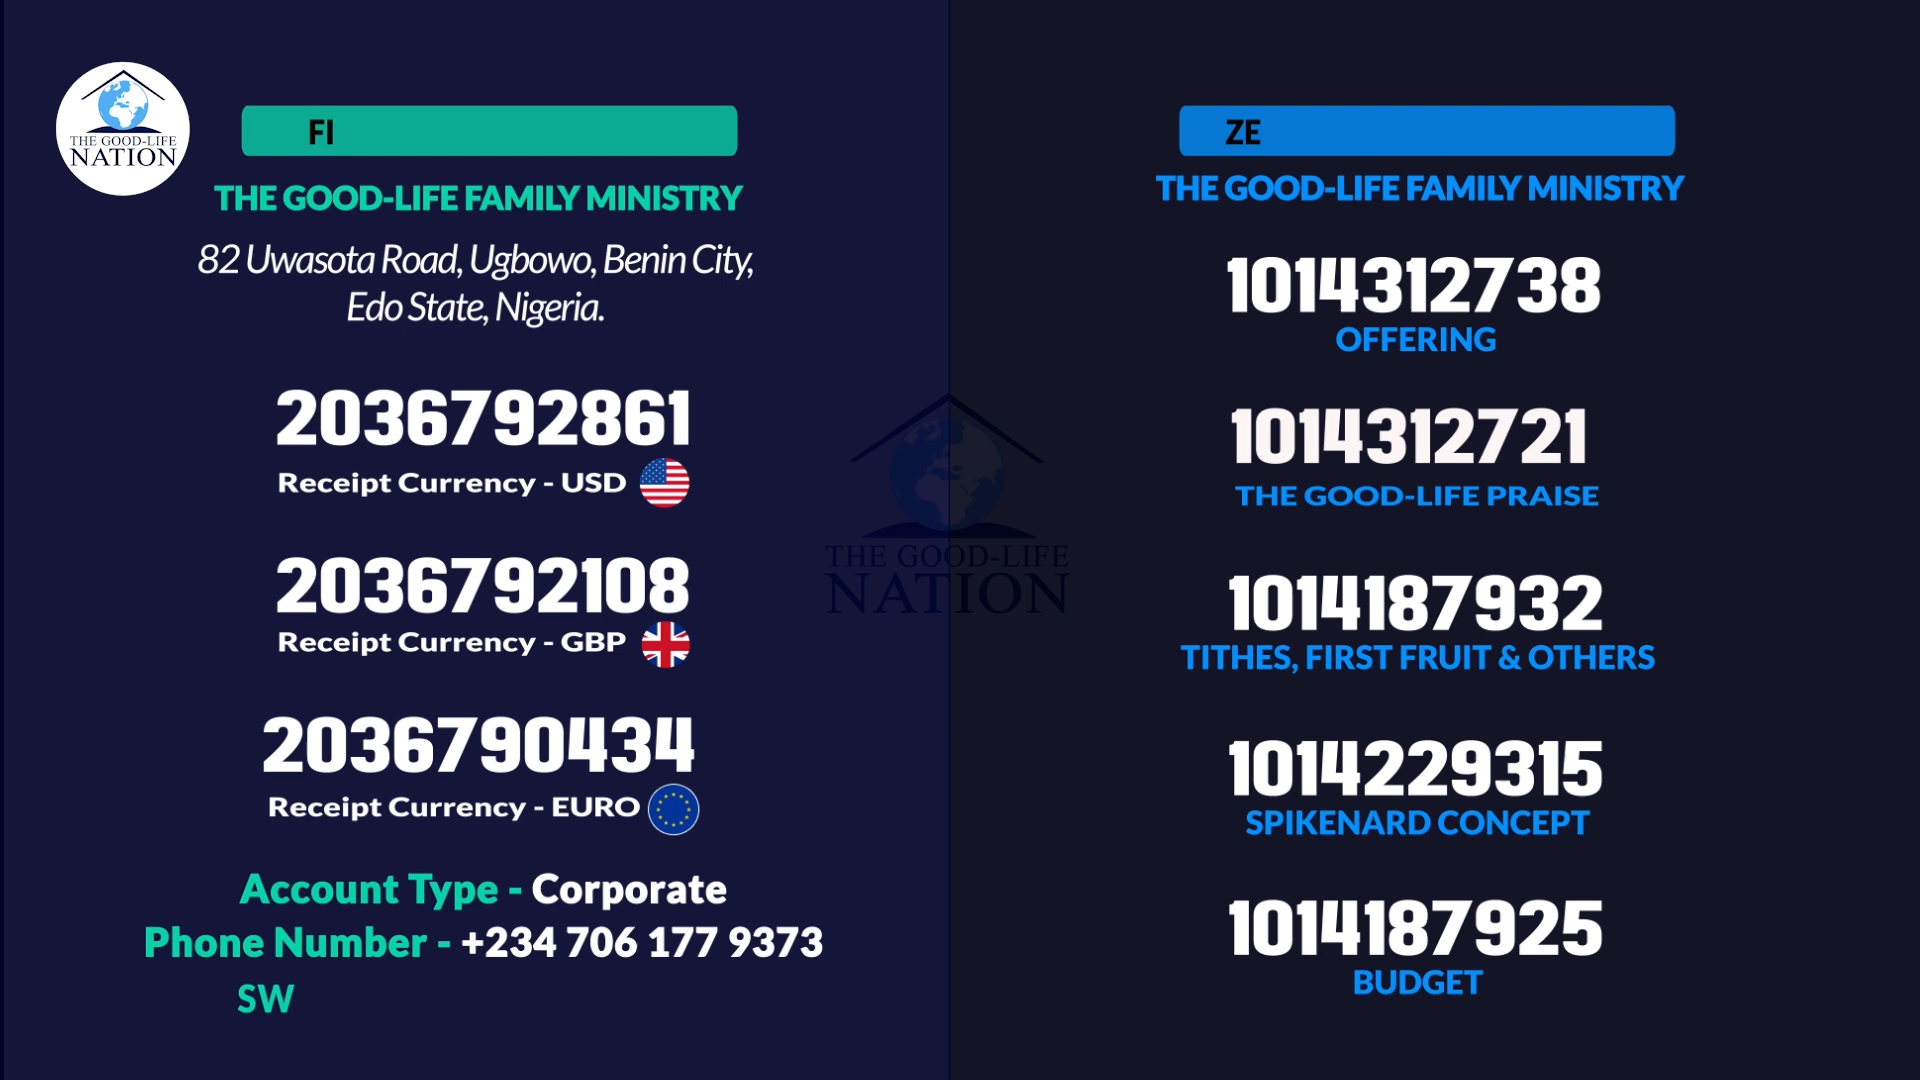 THE GOOD-LIFE
NATION
FI
THE GOOD-LIFE FAMILY MINISTRY
82 Uwasota Road, Ugbowo, Benin City,
Edo State, Nigeria.
2036792861
Receipt Currency - USD
2036792108
Receipt Currency - GBP
2036790434
Receipt Currency - EURO
Account Type - Corporate
Phone Number - +234 706 177 9373
SW
THE GOOD-LIFE
NATION
ZE
THE GOOD-LIFE FAMILY MINISTRY
1014312738
OFFERING
1014312721
THE GOOD-LIFE PRAISE
1014187932
TITHES, FIRST FRUIT & OTHERS
1014229315
SPIKENARD CONCEPT
1014187925
BUDGET